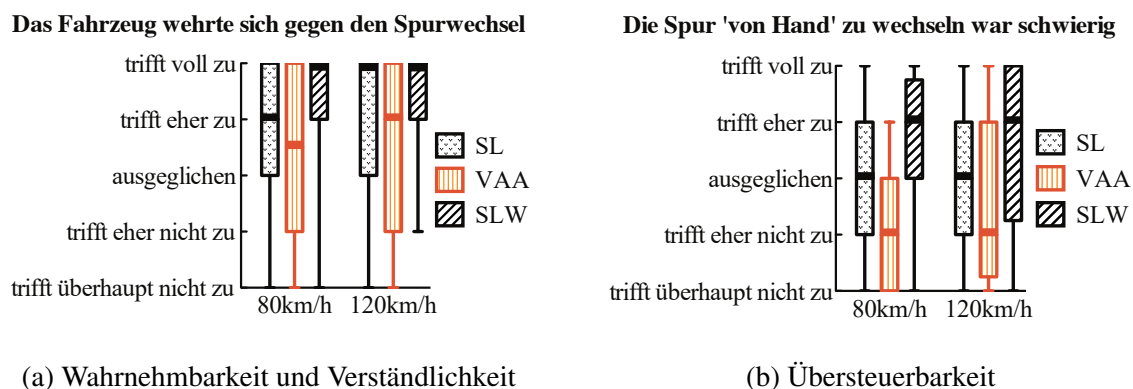 Das Fahrzeug wehrte sich gegen den Spurwechsel
trifft voll zu
trifft eher zu
ausgeglichen
trifft eher nicht zu
trifft überhaupt nicht zu
80km/h 120km/h
SL
VAA
SLW
(a) Wahrnehmbarkeit und Verständlichkeit
Die Spur 'von Hand' zu wechseln war schwierig
trifft voll zu
trifft eher zu
ausgeglichen
trifft eher nicht zu
trifft überhaupt nicht zu
80km/h 120km/h
SL
VAA
SLW
(b) Übersteuerbarkeit